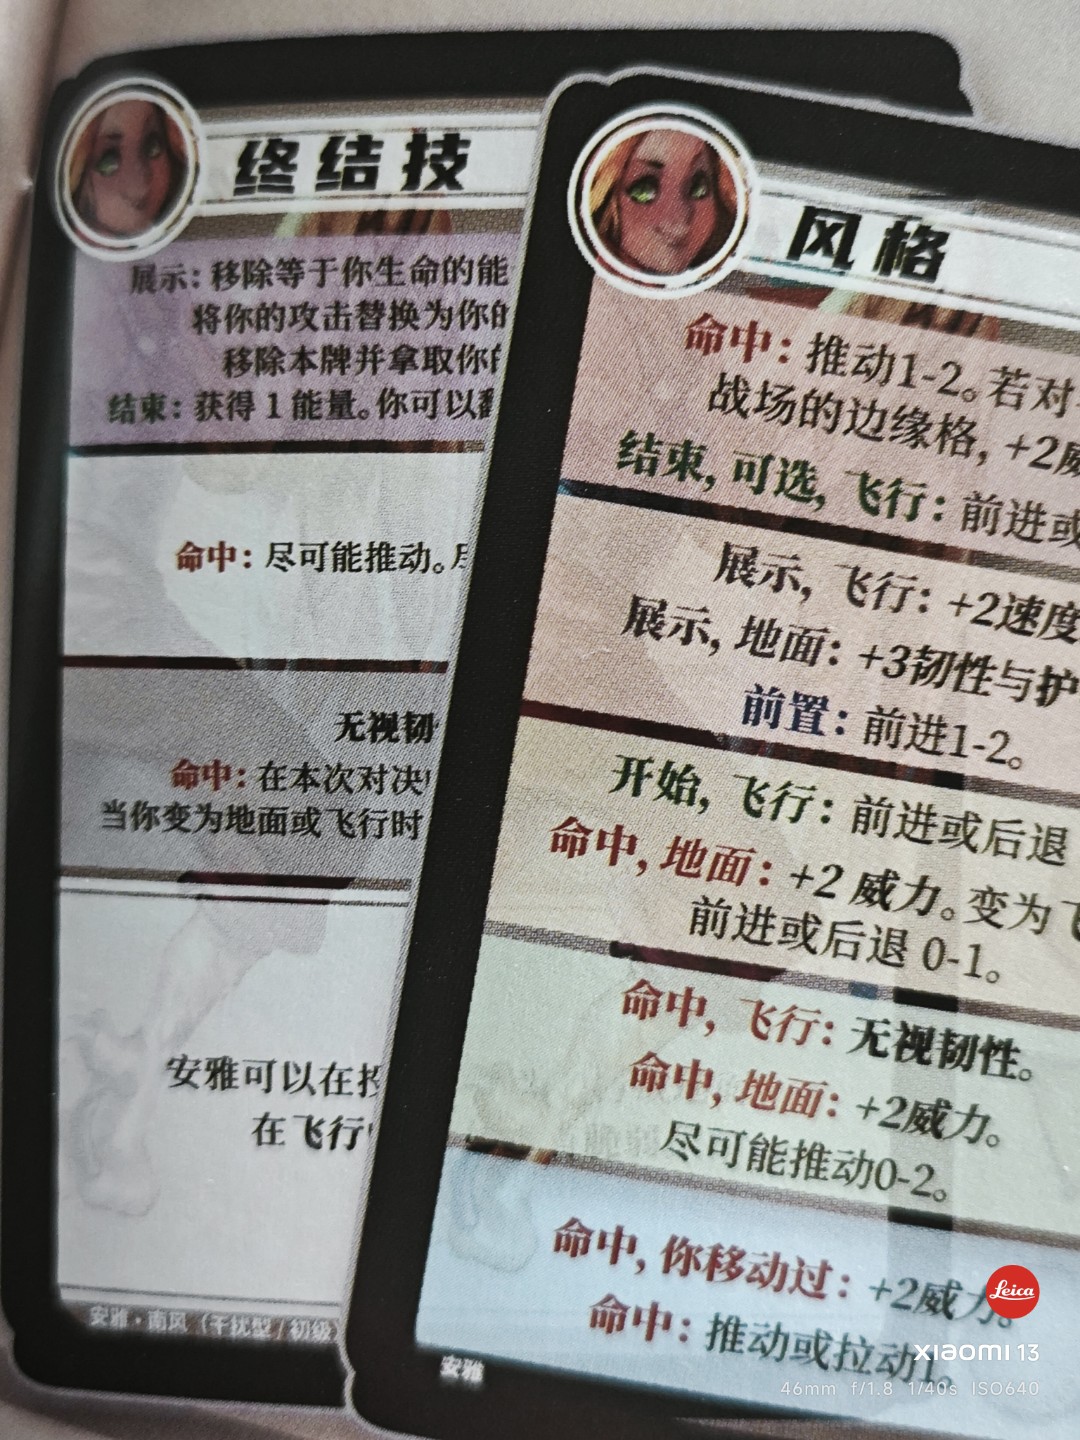 终结技
展示：移除等于你生命的能
将你的攻击替换为你的
移除本牌并拿取你的
结束：获得 1 能量。你可以翻
命中：尽可能推动。尽
无视韧
命中：在本次对决
当你变为地面或飞行时
安雅可以在投
在飞行
安雅·南风（干扰型 / 初级）
风格
命中：推动1-2。若对
战场的边缘格，+2威
结束，可选，飞行：前进或
展示，飞行：+2速度
展示，地面：+3韧性与护
前置：前进1-2。
开始，飞行：前进或后退
命中，地面：+2 威力。变为飞
前进或后退 0-1。
命中，飞行：无视韧性。
命中，地面：+2威力。
尽可能推动0-2。
命中，你移动过：+2威力。
命中：推动或拉动1。
安雅
Leica
xiaomi 13
46mm f/1.8 1/40s ISO640